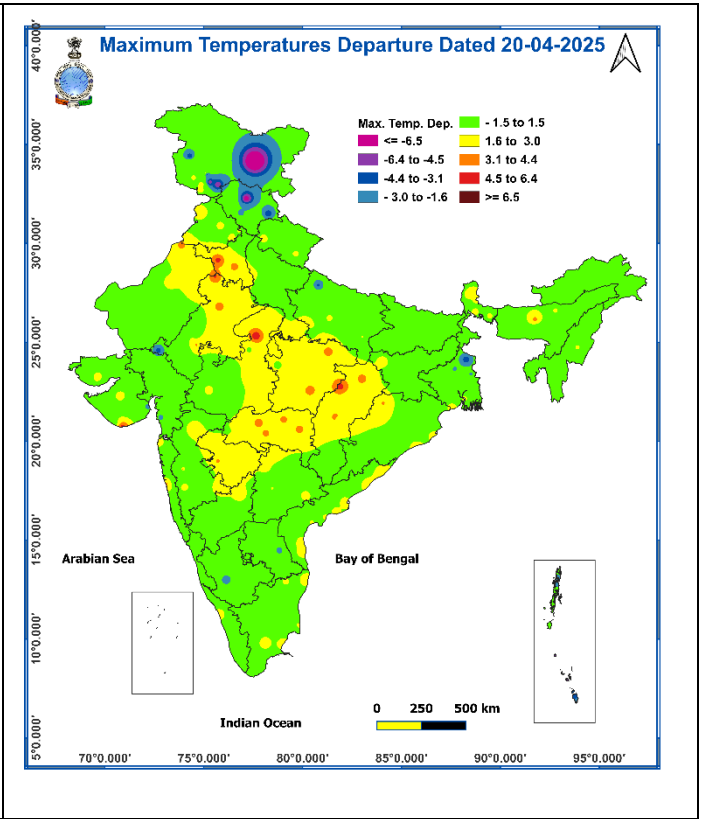 Maximum Temperatures Departure Dated 20-04-2025
Max. Temp. Dep.
<= -6.5
-6.4 to -4.5
-4.4 to -3.1
- 3.0 to -1.6
- 1.5 to 1.5
1.6 to 3.0
3.1 to 4.4
4.5 to 6.4
>= 6.5
40°0.000'
35°0.000'
30°0.000'
25°0.000'
20°0.000'
15°0.000'
10°0.000'
5°0.000'
Arabian Sea
Bay of Bengal
Indian Ocean
0 250 500 km
70°0.000' 75°0.000' 80°0.000' 85°0.000' 90°0.000' 95°0.000'